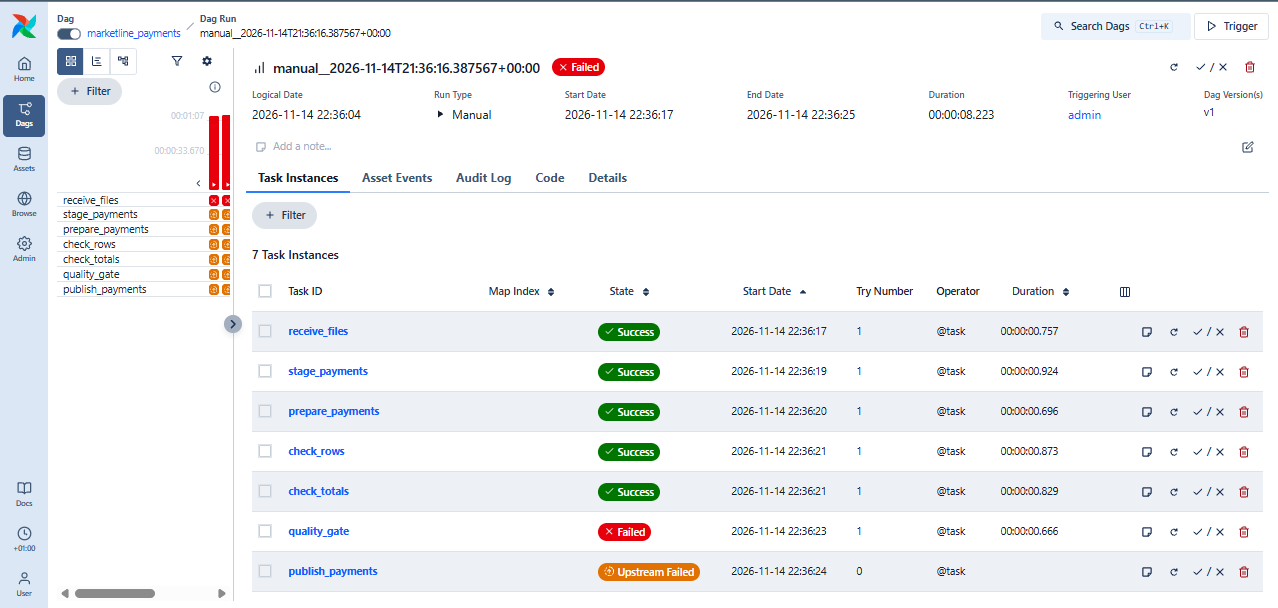 Dag
marketline_payments
/
Dag Run
manual__2026-11-14T21:36:16.387567+00:00
Search Dags Ctrl+K
Trigger
Home
Dags
Assets
Browse
Admin
Docs
+01:00
User
+ Filter
00:01:07
00:00:33.670
receive_files
stage_payments
prepare_payments
check_rows
check_totals
quality_gate
publish_payments
manual__2026-11-14T21:36:16.387567+00:00 Failed
Logical Date Run Type Start Date End Date Duration Triggering User Dag Version(s)
2026-11-14 22:36:04 Manual 2026-11-14 22:36:17 2026-11-14 22:36:25 00:00:08.223 admin v1
Add a note...
Task Instances Asset Events Audit Log Code Details
+ Filter
7 Task Instances
Task ID Map Index State Start Date Try Number Operator Duration
receive_files Success 2026-11-14 22:36:17 1 @task 00:00:00.757
stage_payments Success 2026-11-14 22:36:19 1 @task 00:00:00.924
prepare_payments Success 2026-11-14 22:36:20 1 @task 00:00:00.696
check_rows Success 2026-11-14 22:36:21 1 @task 00:00:00.873
check_totals Success 2026-11-14 22:36:21 1 @task 00:00:00.829
quality_gate Failed 2026-11-14 22:36:23 1 @task 00:00:00.666
publish_payments Upstream Failed 2026-11-14 22:36:24 0 @task